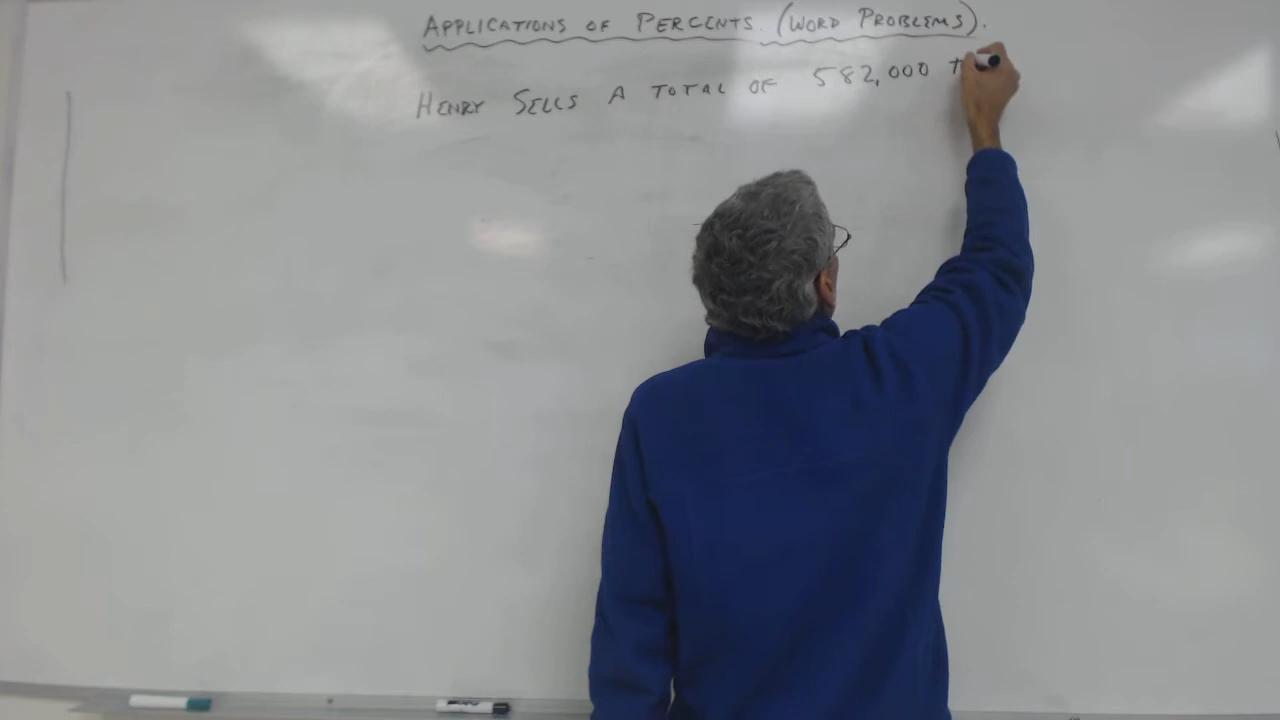 APPLICATIONS OF PERCENTS. (WORD PROBLEMS).
HENRY SELLS A TOTAL OF 582,000 T